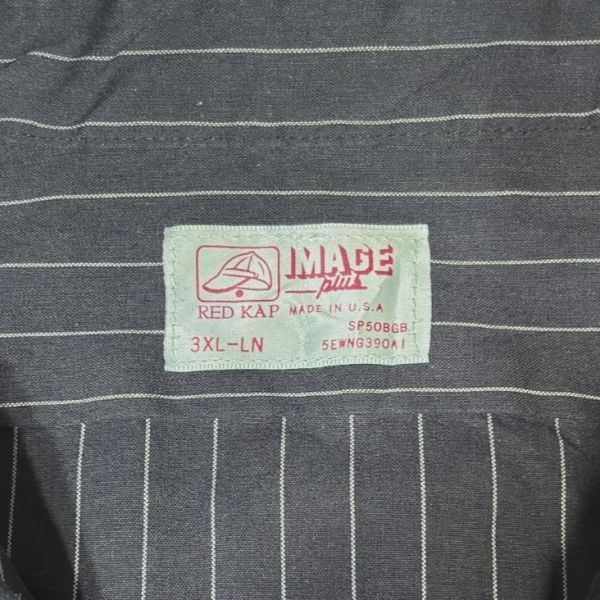 IMAGE
plus
RED KAP MADE IN U.S.A
SP50BGB
3XL-LN 5EWNG390A1